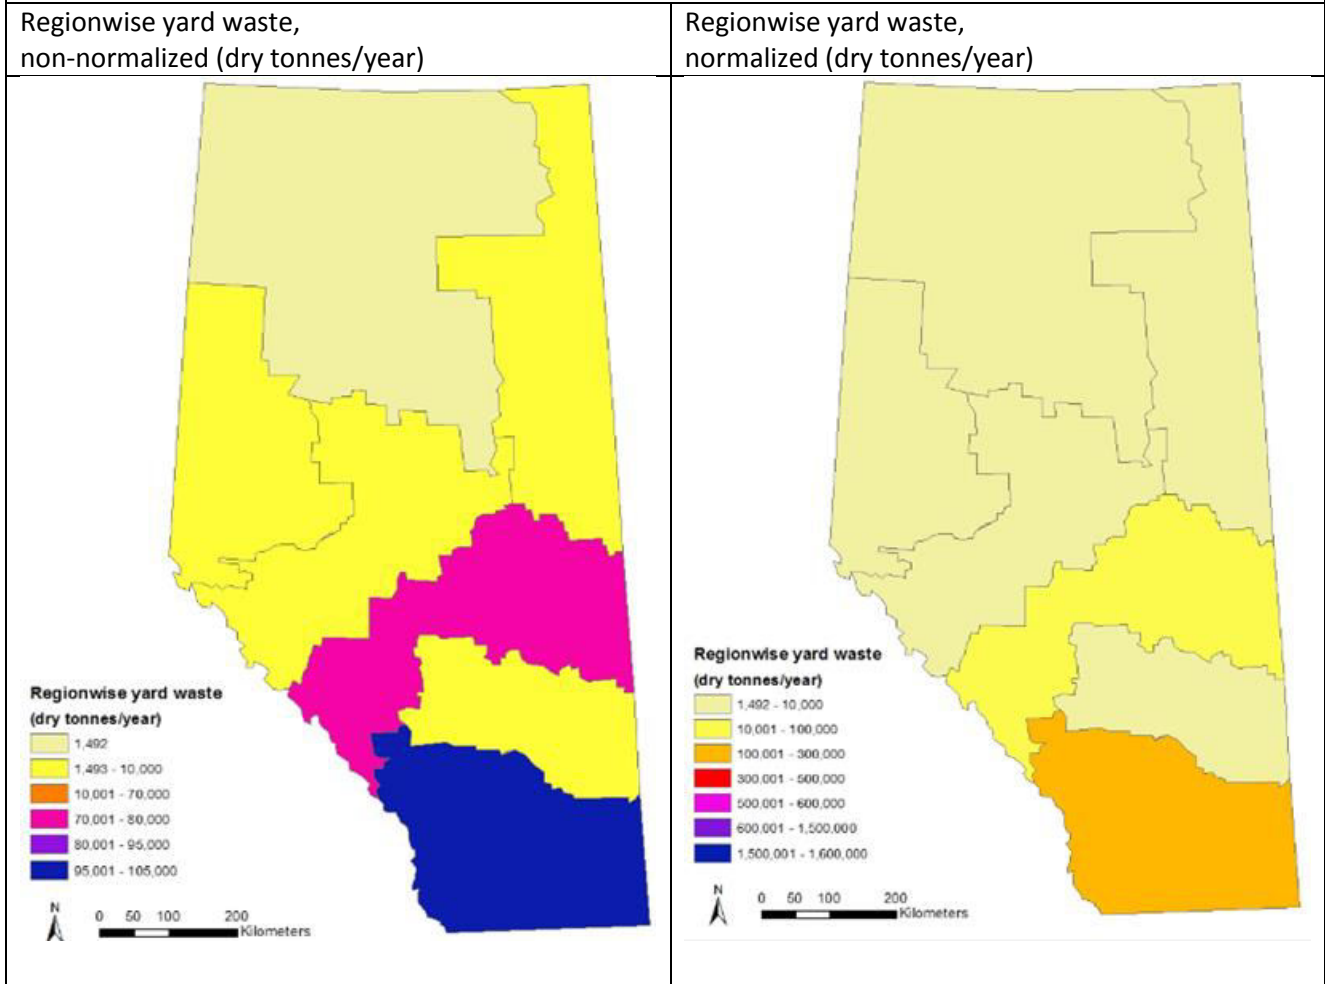 Regionwise yard waste,
non-normalized (dry tonnes/year)
Regionwise yard waste,
normalized (dry tonnes/year)
Regionwise yard waste
(dry tonnes/year)
1,492
1,493 - 10,000
10,001 - 70,000
70,001 - 80,000
80,001 - 95,000
95,001 - 105,000
N
0 50 100 200
Kilometers
Regionwise yard waste
(dry tonnes/year)
1,492 - 10,000
10,001 - 100,000
100,001 - 300,000
300,001 - 500,000
500,001 - 600,000
600,001 - 1,500,000
1,500,001 - 1,600,000
N
0 50 100 200
Kilometers